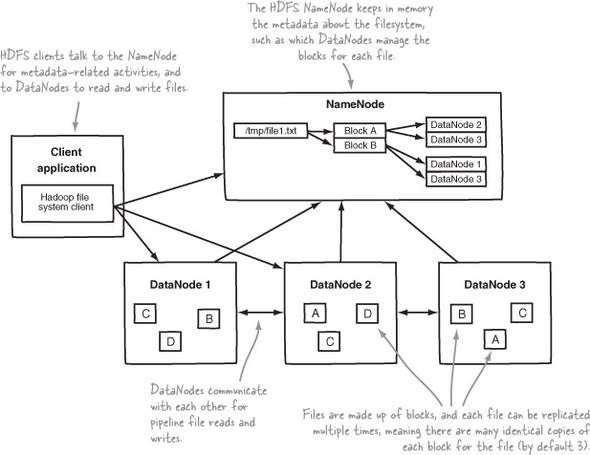 The HDFS NameNode keeps in memory
the metadata about the filesystem,
such as which DataNodes manage the
blocks for each file.
HDFS clients talk to the NameNode
for metadata-related activities, and
to DataNodes to read and write files.
NameNode
/tmp/file1.txt
Block A
Block B
DataNode 2
DataNode 3
DataNode 1
DataNode 3
Client
application
Hadoop file
system client
DataNode 1
C
B
D
DataNode 2
A
D
C
DataNode 3
B
C
A
DataNodes communicate
with each other for
pipeline file reads and
writes.
Files are made up of blocks, and each file can be replicated
multiple times, meaning there are many identical copies of
each block for the file (by default 3).